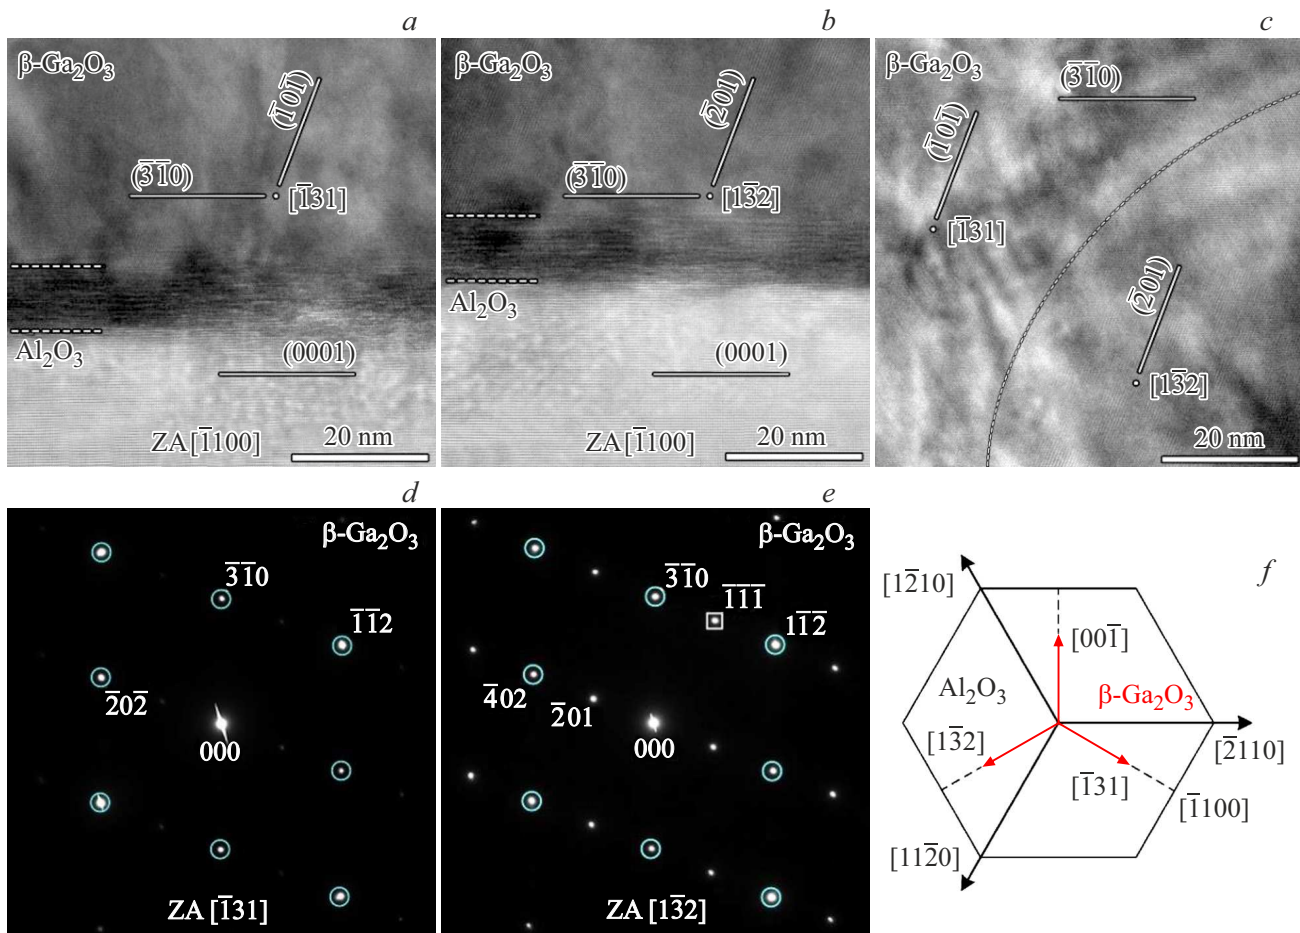 a
β-Ga₂O₃
(1̅01̅)
(3̅1̅0)
[1̅31]
Al₂O₃
(0001)
ZA [1̅100]
20 nm
b
β-Ga₂O₃
(2̅01)
(3̅1̅0)
[13̅2]
Al₂O₃
(0001)
ZA [1̅100]
20 nm
c
β-Ga₂O₃
(3̅1̅0)
(1̅01̅)
[1̅31]
(2̅01)
[13̅2]
20 nm
d
β-Ga₂O₃
3̅1̅0
1̅1̅2
2̅02̅
000
ZA [1̅31]
e
β-Ga₂O₃
3̅1̅0
1̅1̅1̅
11̅2̅
4̅02
2̅01
000
ZA [13̅2]
f
[12̅10]
[001̅]
Al₂O₃
β-Ga₂O₃
[13̅2]
[2̅110]
[1̅31]
[1̅100]
[112̅0]